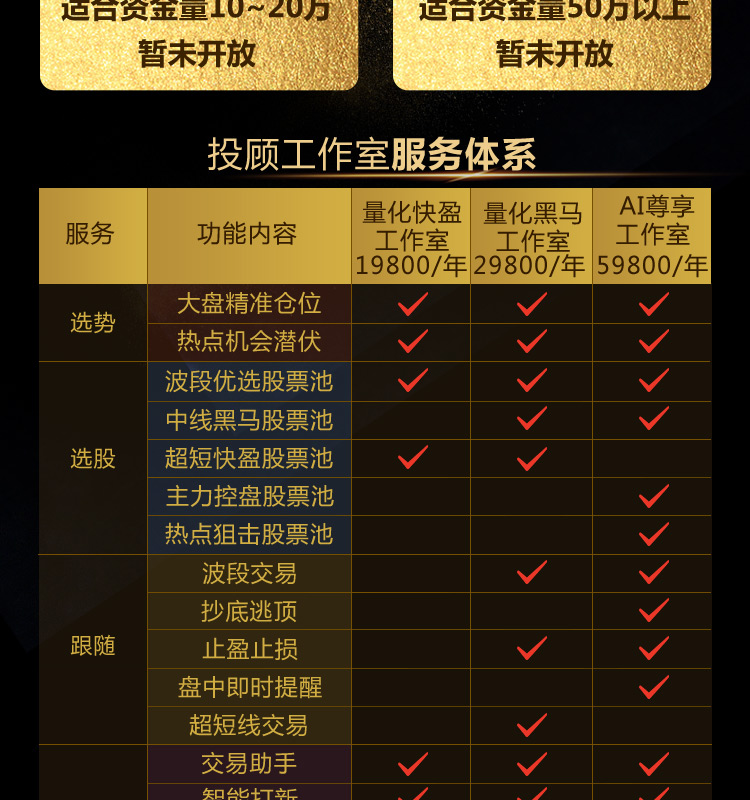 适合资金量10~20万
适合资金量50万以上
暂未开放
暂未开放
投顾工作室服务体系
服务
功能内容
量化快盈
工作室
19800/年
量化黑马
工作室
29800/年
AI尊享
工作室
59800/年
选势
大盘精准仓位
热点机会潜伏
选股
波段优选股票池
中线黑马股票池
超短快盈股票池
主力控盘股票池
热点狙击股票池
跟随
波段交易
抄底逃顶
止盈止损
盘中即时提醒
超短线交易
交易助手
智能打新